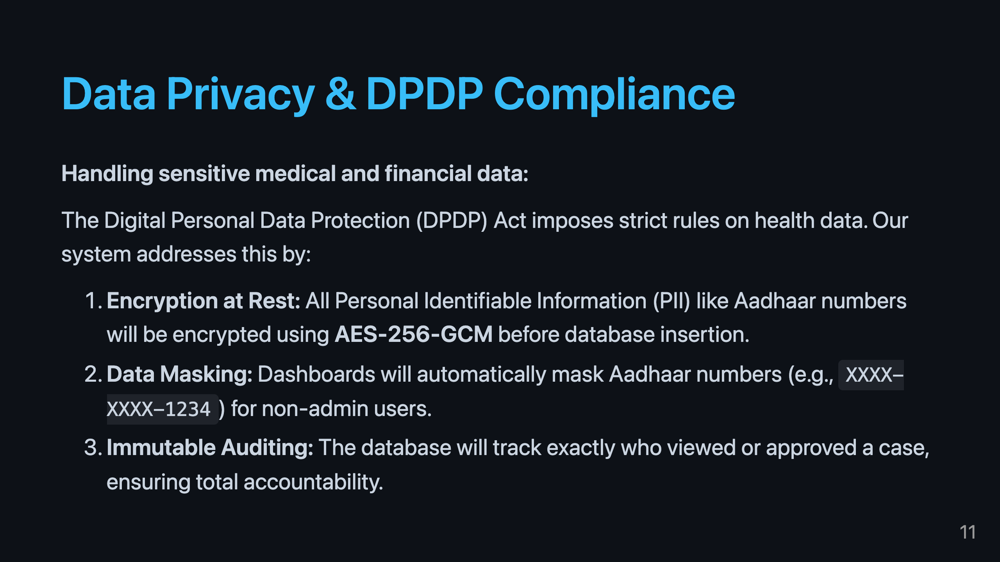 Data Privacy & DPDP Compliance
Handling sensitive medical and financial data:
The Digital Personal Data Protection (DPDP) Act imposes strict rules on health data. Our
system addresses this by:
1. Encryption at Rest: All Personal Identifiable Information (PII) like Aadhaar numbers
will be encrypted using AES-256-GCM before database insertion.
2. Data Masking: Dashboards will automatically mask Aadhaar numbers (e.g., XXXX-
XXXX-1234 ) for non-admin users.
3. Immutable Auditing: The database will track exactly who viewed or approved a case,
ensuring total accountability.
11